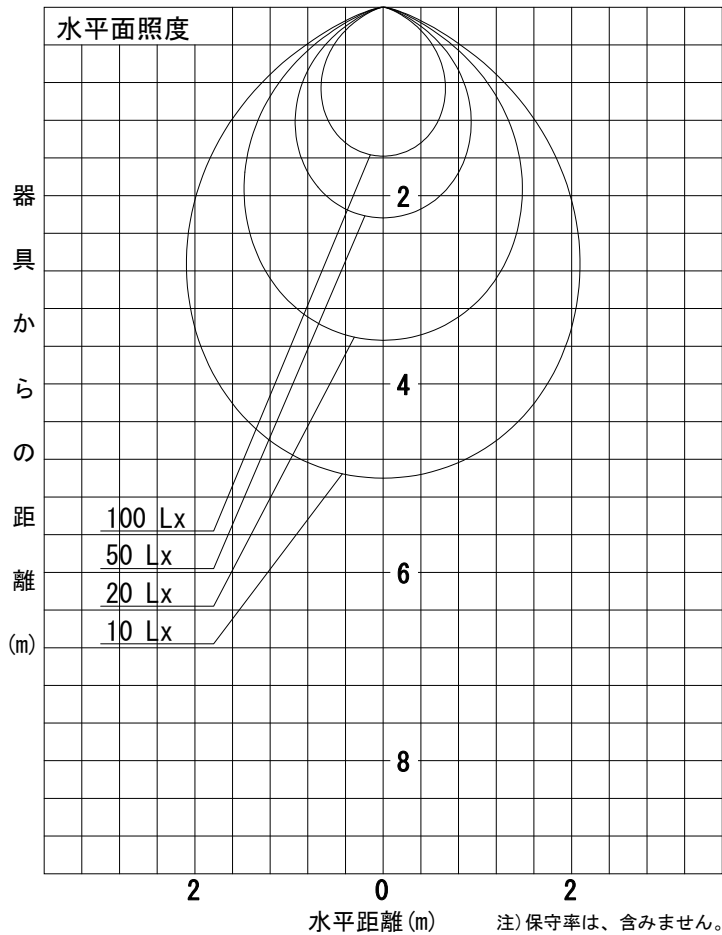 水平面照度
器具からの距離(m)
2
4
6
8
100 Lx
50 Lx
20 Lx
10 Lx
2 0 2
水平距離(m)
注)保守率は、含みません。